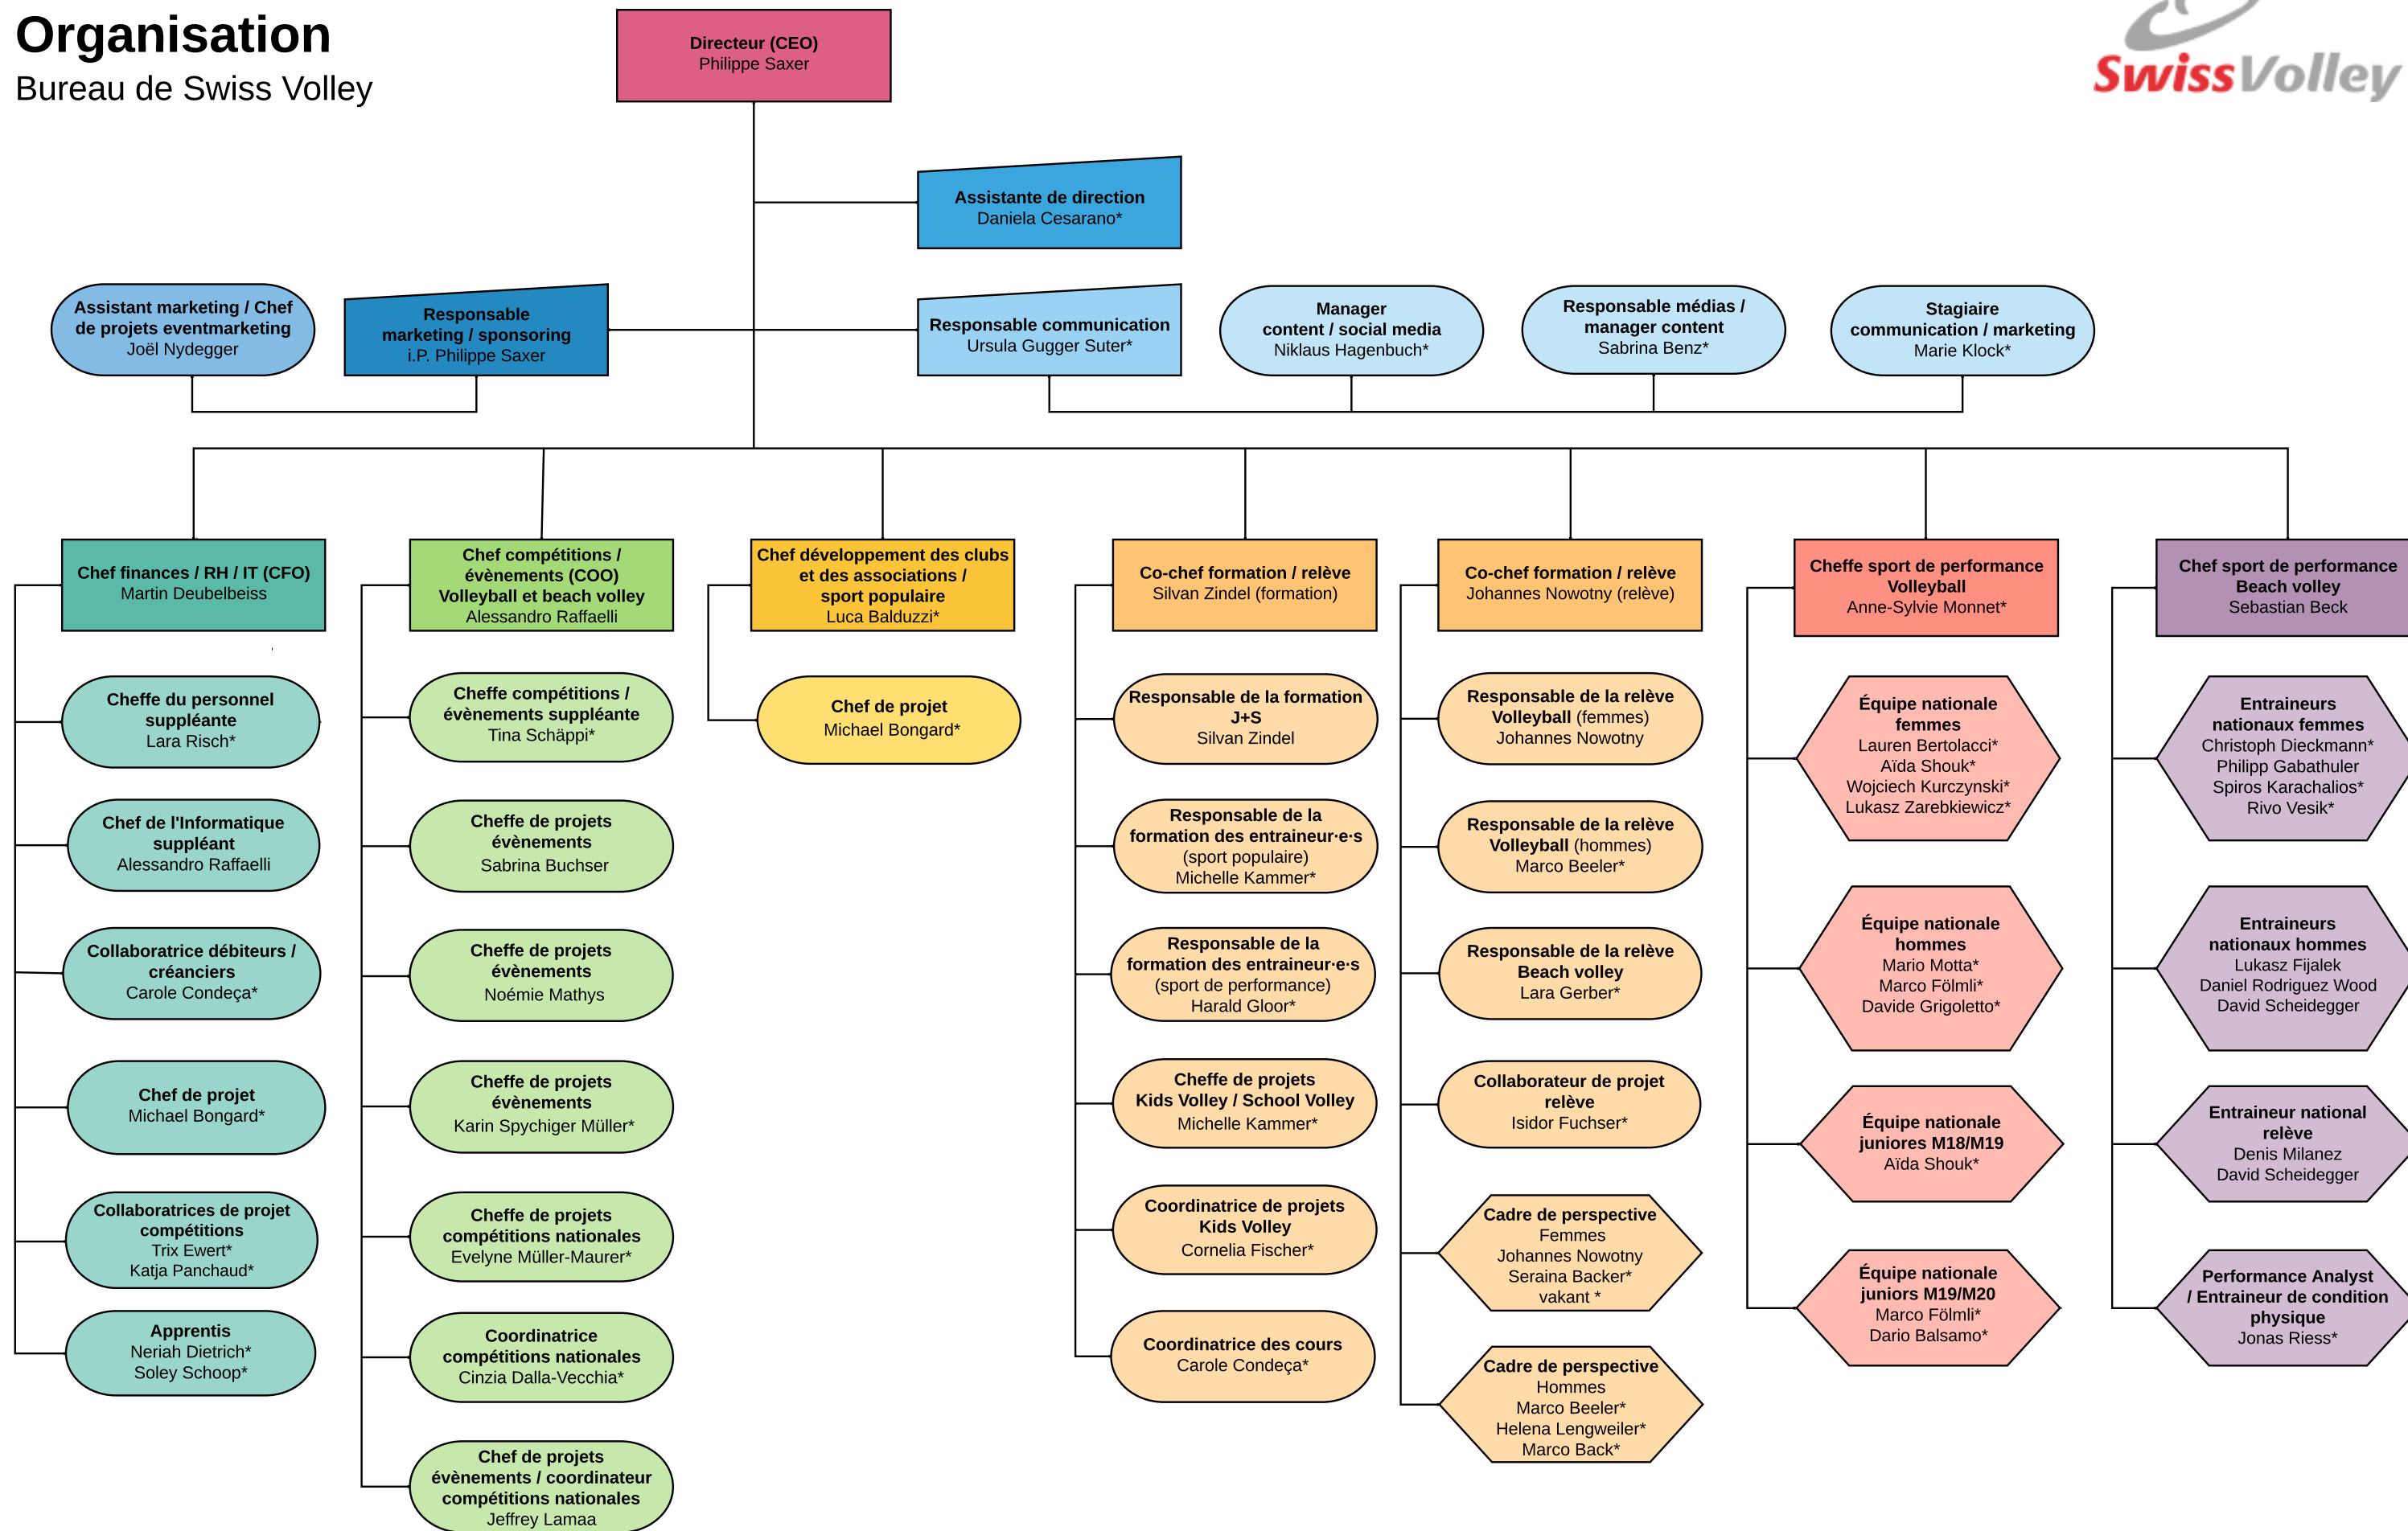 Organisation
Bureau de Swiss Volley
SwissVolley
Directeur (CEO)
Philippe Saxer
Assistante de direction
Daniela Cesarano*
Assistant marketing / Chef
de projets eventmarketing
Joël Nydegger
Responsable
marketing / sponsoring
i.P. Philippe Saxer
Responsable communication
Ursula Gugger Suter*
Manager
content / social media
Niklaus Hagenbuch*
Responsable médias /
manager content
Sabrina Benz*
Stagiaire
communication / marketing
Marie Klock*
Chef finances / RH / IT (CFO)
Martin Deubelbeiss
Cheffe du personnel
suppléante
Lara Risch*
Chef de l'Informatique
suppléant
Alessandro Raffaelli
Collaboratrice débiteurs /
créanciers
Carole Condeça*
Chef de projet
Michael Bongard*
Collaboratrices de projet
compétitions
Trix Ewert*
Katja Panchaud*
Apprentis
Neriah Dietrich*
Soley Schoop*
Chef compétitions /
évènements (COO)
Volleyball et beach volley
Alessandro Raffaelli
Cheffe compétitions /
évènements suppléante
Tina Schäppi*
Cheffe de projets
évènements
Sabrina Buchser
Cheffe de projets
évènements
Noémie Mathys
Cheffe de projets
évènements
Karin Spychiger Müller*
Cheffe de projets
compétitions nationales
Evelyne Müller-Maurer*
Coordinatrice
compétitions nationales
Cinzia Dalla-Vecchia*
Chef de projets
évènements / coordinateur
compétitions nationales
Jeffrey Lamaa
Chef développement des clubs
et des associations /
sport populaire
Luca Balduzzi*
Chef de projet
Michael Bongard*
Co-chef formation / relève
Silvan Zindel (formation)
Responsable de la formation
J+S
Silvan Zindel
Responsable de la
formation des entraineur·e·s
(sport populaire)
Michelle Kammer*
Responsable de la
formation des entraineur·e·s
(sport de performance)
Harald Gloor*
Cheffe de projets
Kids Volley / School Volley
Michelle Kammer*
Coordinatrice de projets
Kids Volley
Cornelia Fischer*
Coordinatrice des cours
Carole Condeça*
Co-chef formation / relève
Johannes Nowotny (relève)
Responsable de la relève
Volleyball (femmes)
Johannes Nowotny
Responsable de la relève
Volleyball (hommes)
Marco Beeler*
Responsable de la relève
Beach volley
Lara Gerber*
Collaborateur de projet
relève
Isidor Fuchser*
Cadre de perspective
Femmes
Johannes Nowotny
Seraina Backer*
vakant *
Cadre de perspective
Hommes
Marco Beeler*
Helena Lengweiler*
Marco Back*
Cheffe sport de performance
Volleyball
Anne-Sylvie Monnet*
Équipe nationale
femmes
Lauren Bertolacci*
Aïda Shouk*
Wojciech Kurczynski*
Lukasz Zarebkiewicz*
Équipe nationale
hommes
Mario Motta*
Marco Fölmli*
Davide Grigoletto*
Équipe nationale
juniores M18/M19
Aïda Shouk*
Équipe nationale
juniors M19/M20
Marco Fölmli*
Dario Balsamo*
Chef sport de performance
Beach volley
Sebastian Beck
Entraineurs
nationaux femmes
Christoph Dieckmann*
Philipp Gabathuler
Spiros Karachalios*
Rivo Vesik*
Entraineurs
nationaux hommes
Lukasz Fijalek
Daniel Rodriguez Wood
David Scheidegger
Entraineur national
relève
Denis Milanez
David Scheidegger
Performance Analyst
/ Entraineur de condition
physique
Jonas Riess*